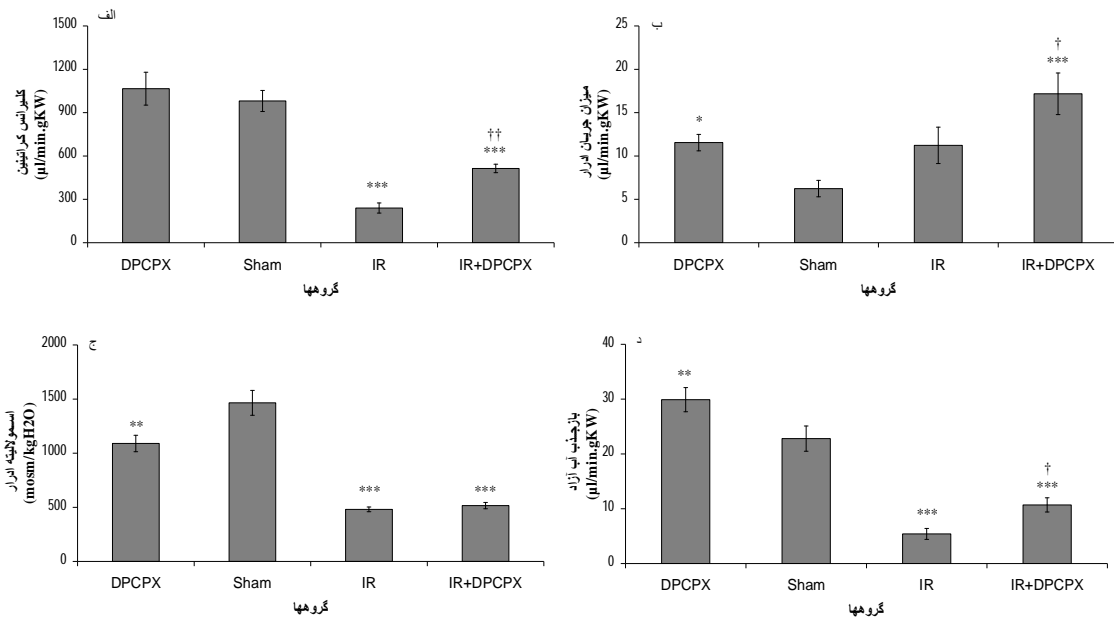 الف
1500
1200
900
600
300
0
کلیرانس کراتینین
(µl/min.gKW)
***
††
***
DPCPX
Sham
IR
IR+DPCPX
گروهها
ب
25
20
15
10
5
0
میزان جریان ادرار
(µl/min.gKW)
*
†
***
DPCPX
Sham
IR
IR+DPCPX
گروهها
ج
2000
1500
1000
500
0
اسمولالیته ادرار
(mosm/kgH2O)
**
***
***
DPCPX
Sham
IR
IR+DPCPX
گروهها
د
40
30
20
10
0
بازجذب آب آزاد
(µl/min.gKW)
**
***
†
***
DPCPX
Sham
IR
IR+DPCPX
گروهها